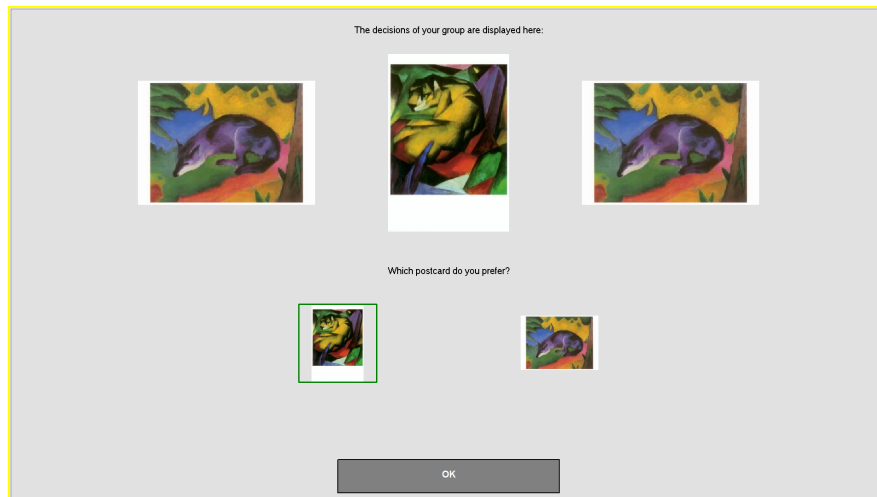 The decisions of your group are displayed here:
Which postcard do you prefer?
OK